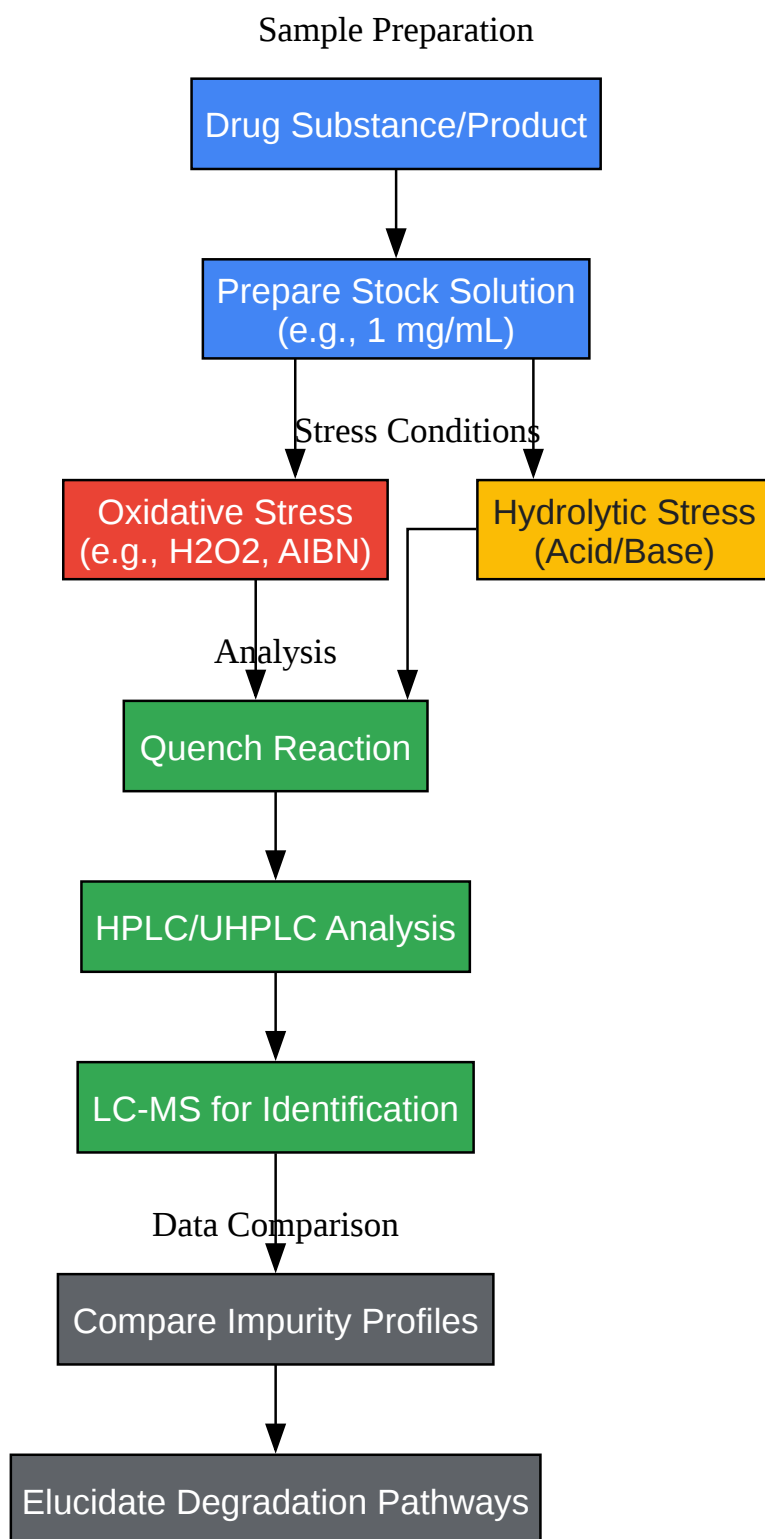 Sample Preparation
Drug Substance/Product
Prepare Stock Solution
(e.g., 1 mg/mL)
Stress Conditions
Oxidative Stress
(e.g., H2O2, AIBN)
Hydrolytic Stress
(Acid/Base)
Analysis
Quench Reaction
HPLC/UHPLC Analysis
LC-MS for Identification
Data Comparison
Compare Impurity Profiles
Elucidate Degradation Pathways